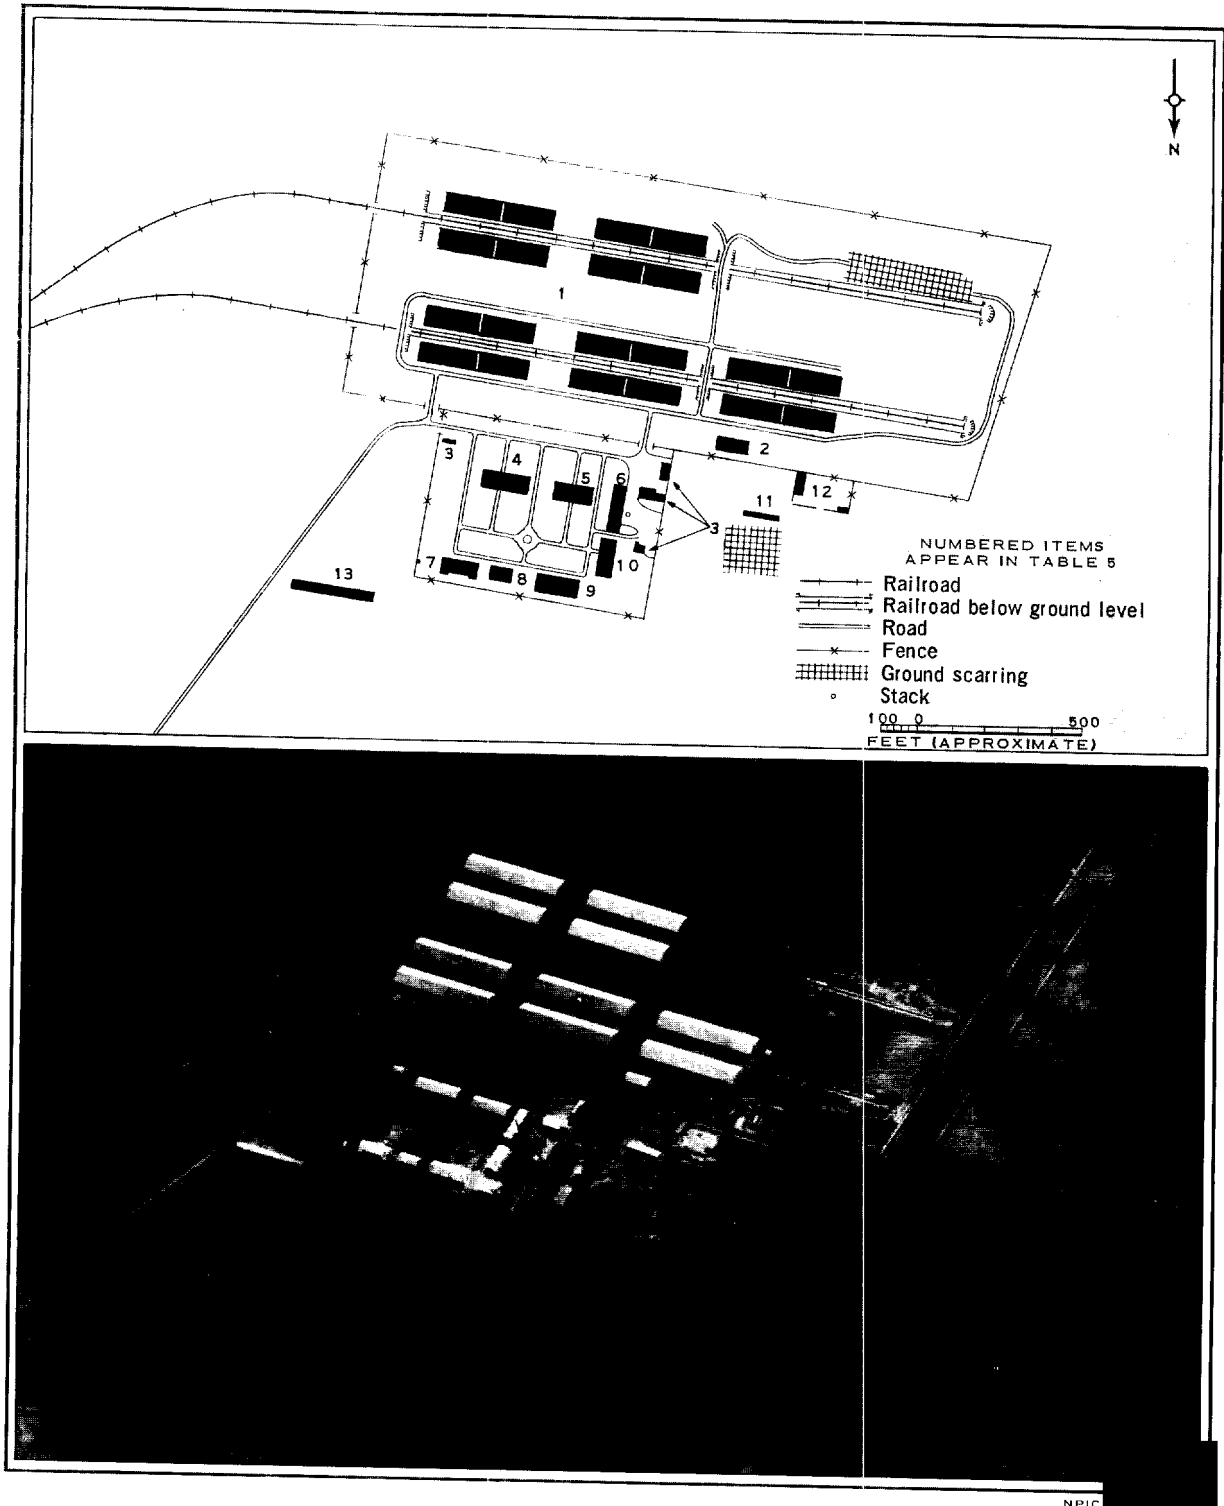 N
1
2
3
4
5
6
3
11
12
7
8
9
10
13
NUMBERED ITEMS
APPEAR IN TABLE 5
Railroad
Railroad below ground level
Road
Fence
Ground scarring
Stack
100 0 500
FEET (APPROXIMATE)
NPIC